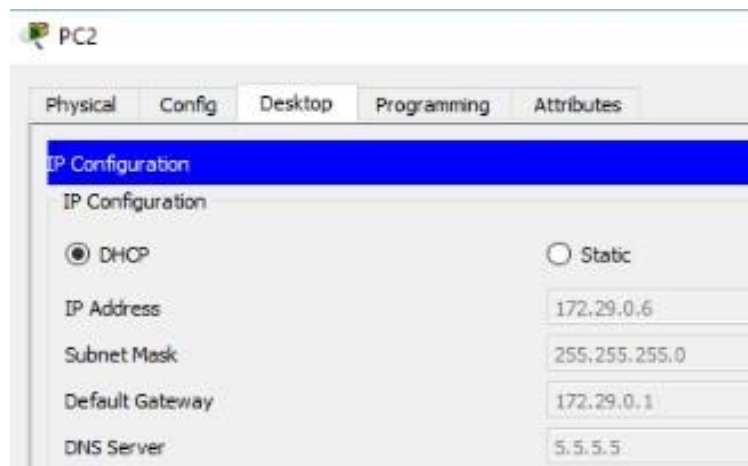 PC2
Physical Config Desktop Programming Attributes
IP Configuration
IP Configuration
DHCP Static
IP Address 172.29.0.6
Subnet Mask 255.255.255.0
Default Gateway 172.29.0.1
DNS Server 5.5.5.5